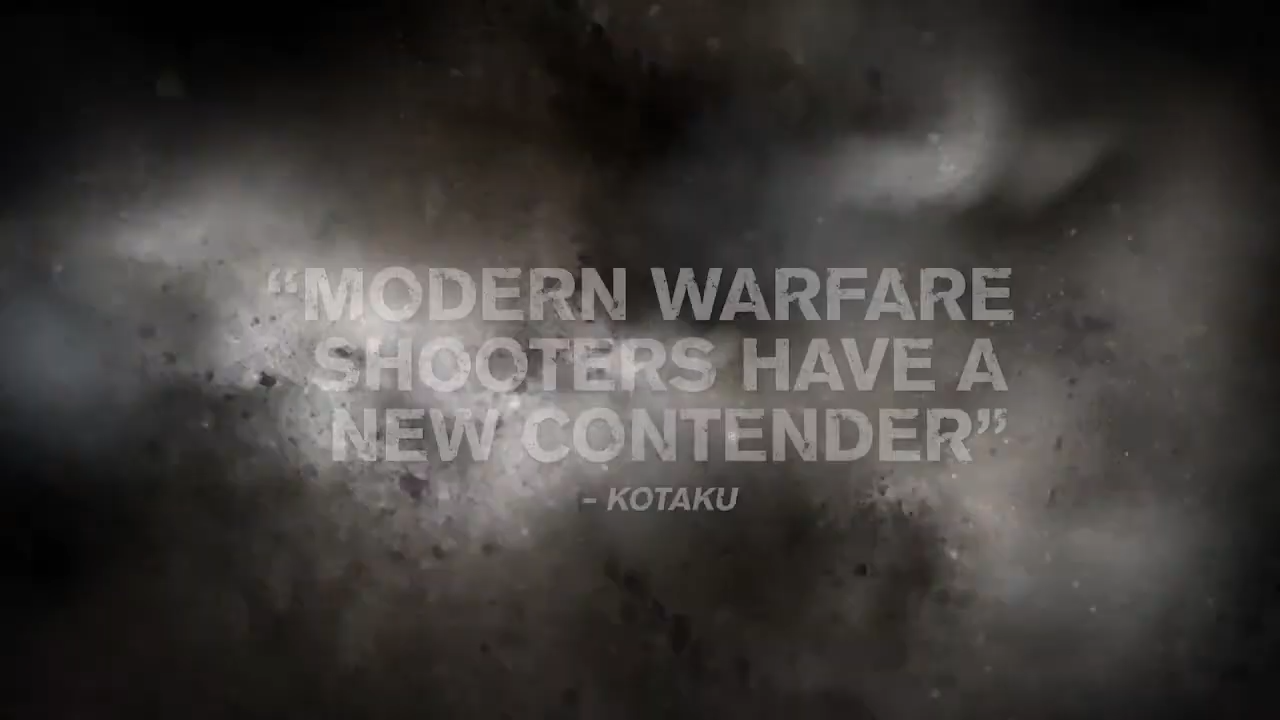 “MODERN WARFARE
SHOOTERS HAVE A
NEW CONTENDER”
– KOTAKU